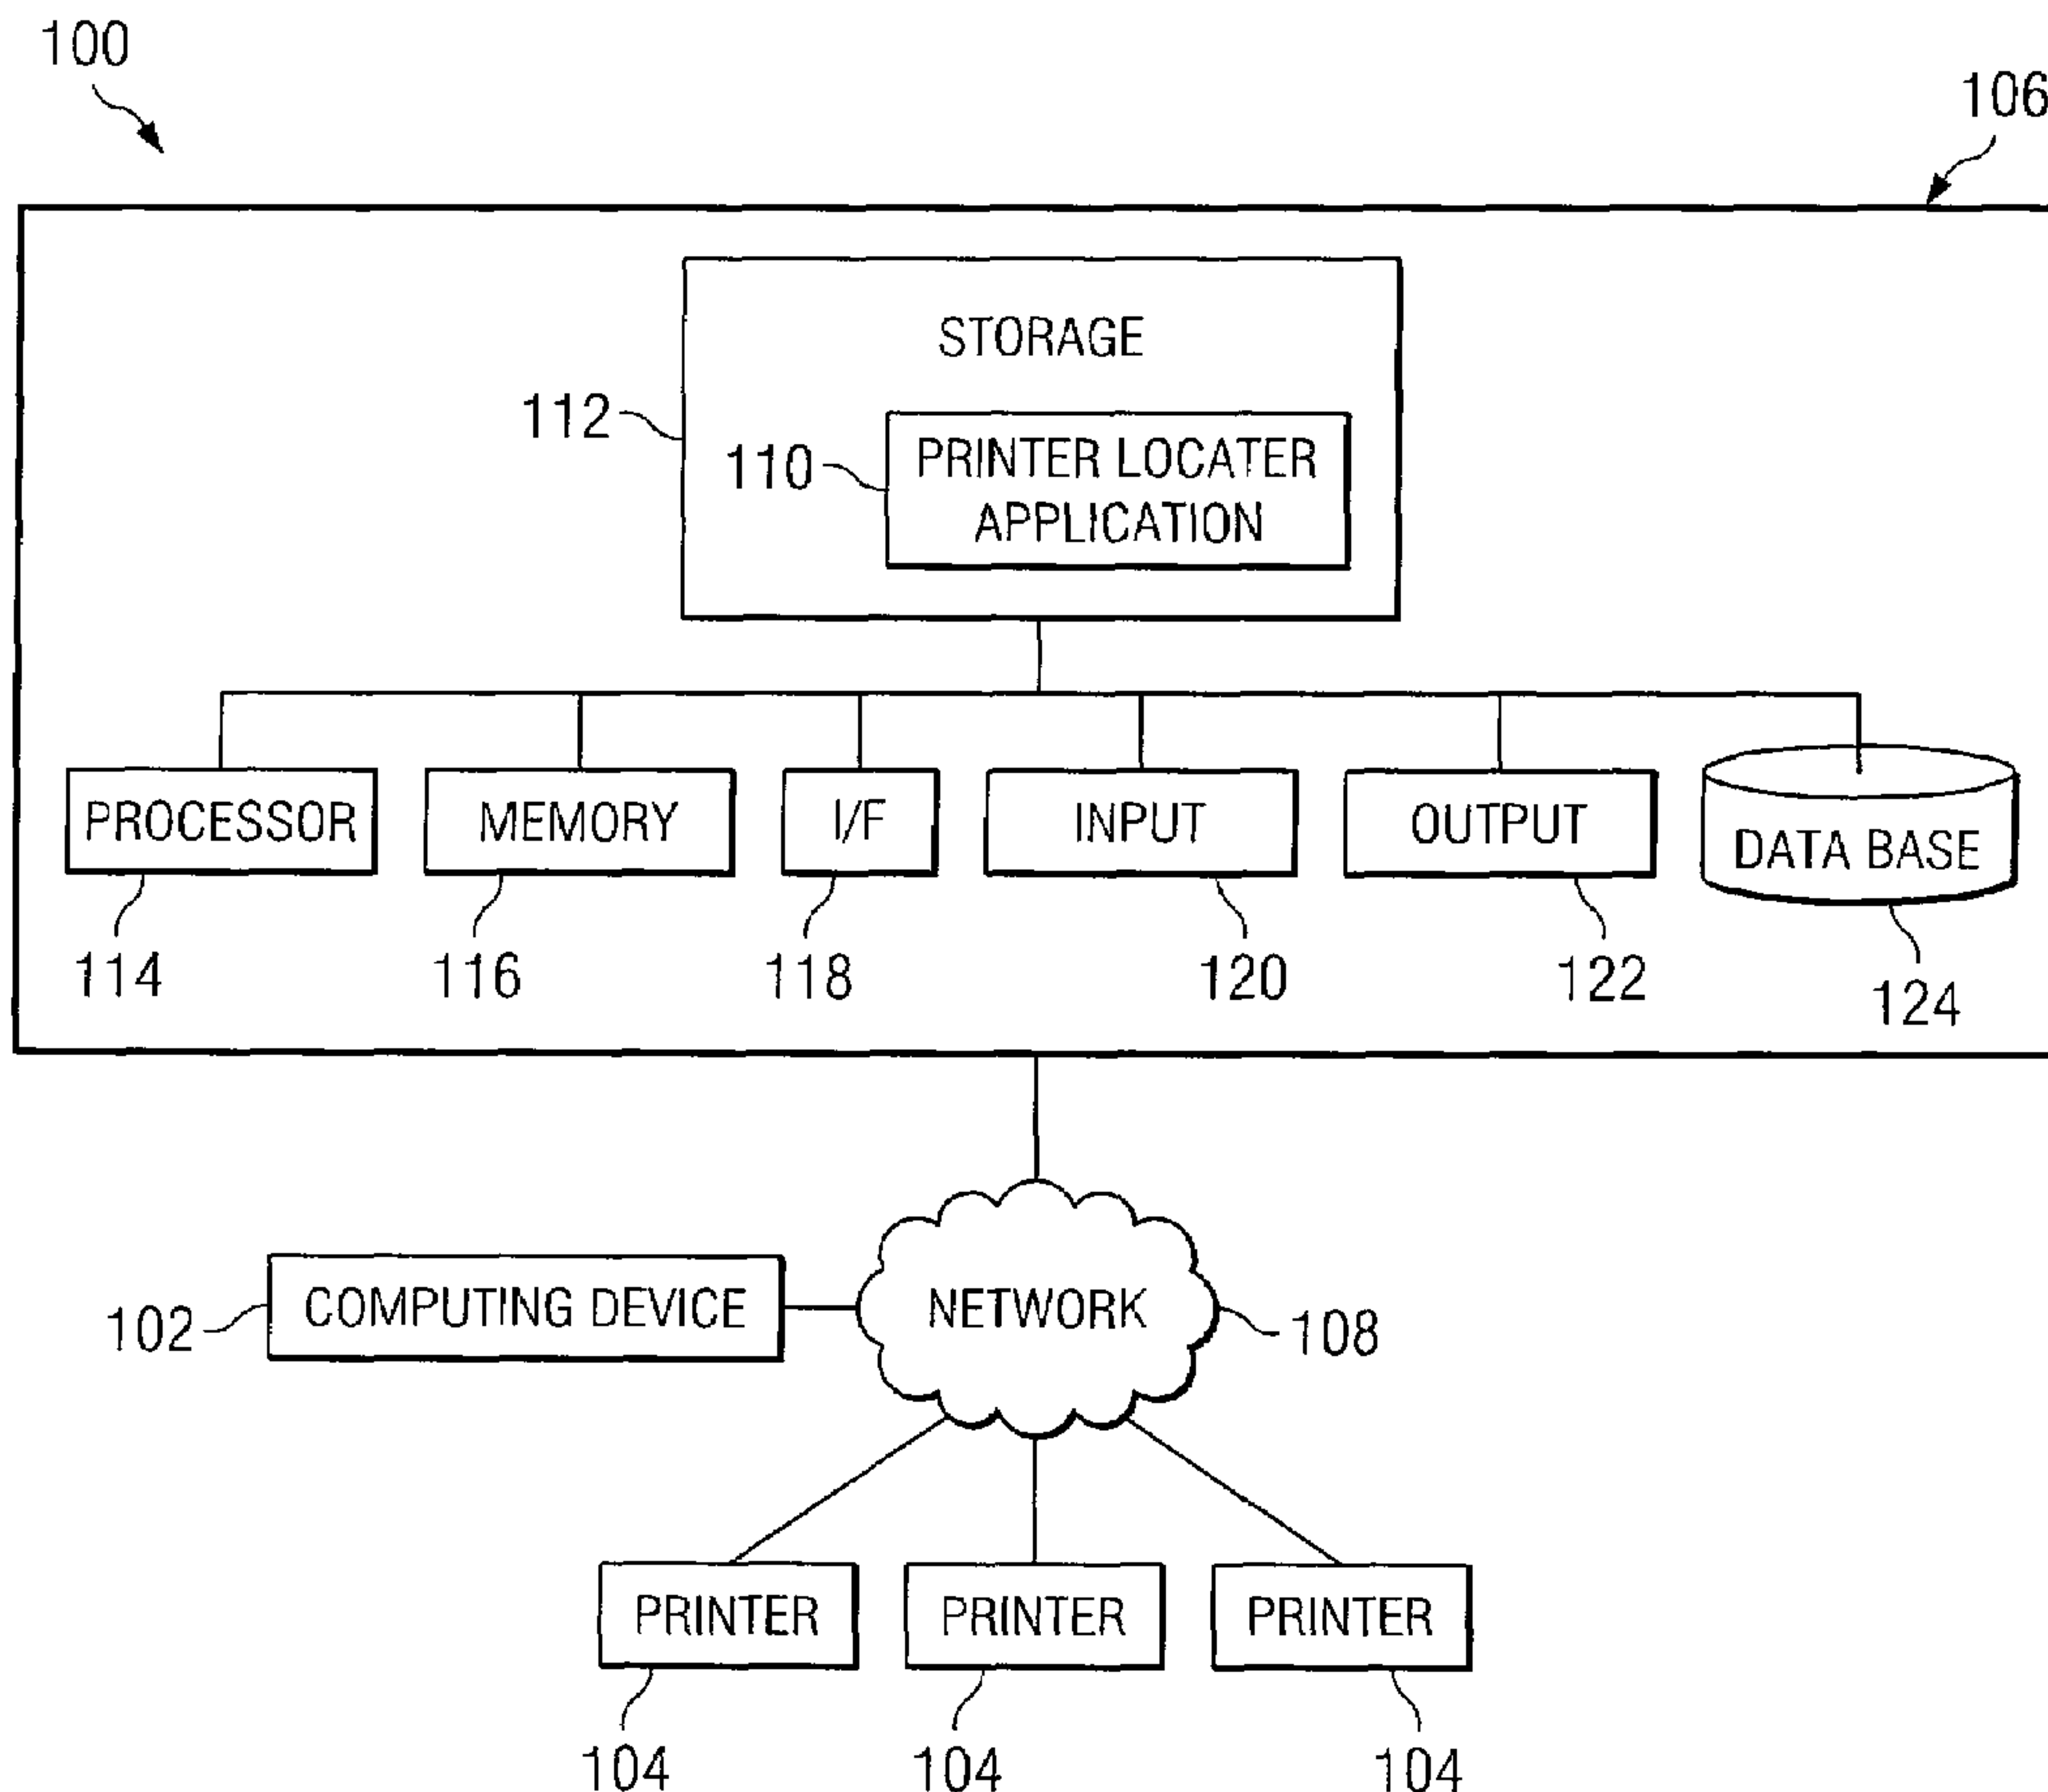 100
106
STORAGE
112
110
PRINTER LOCATER
APPLICATION
PROCESSOR
MEMORY
I/F
INPUT
OUTPUT
DATA BASE
114
116
118
120
122
124
102
COMPUTING DEVICE
NETWORK
108
PRINTER
PRINTER
PRINTER
104
104
104